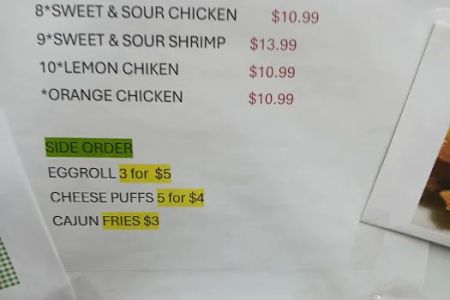 8*SWEET & SOUR CHICKEN $10.99
9*SWEET & SOUR SHRIMP $13.99
10*LEMON CHIKEN $10.99
*ORANGE CHICKEN $10.99
SIDE ORDER
EGGROLL 3 for $5
CHEESE PUFFS 5 for $4
CAJUN FRIES $3